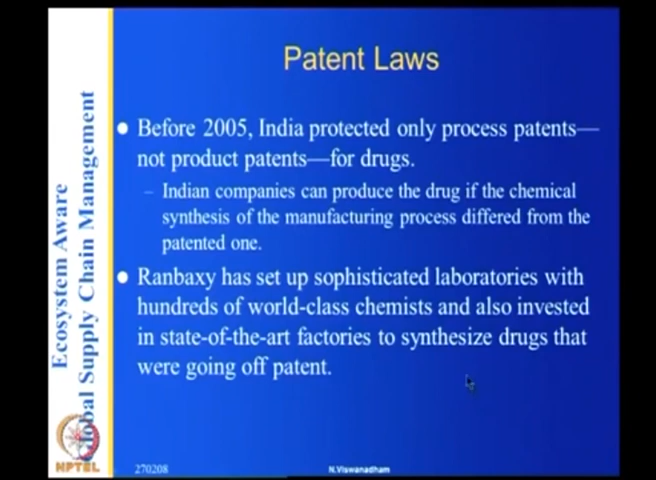 Patent Laws
Before 2005, India protected only process patents—
not product patents—for drugs.
– Indian companies can produce the drug if the chemical
synthesis of the manufacturing process differed from the
patented one.
Ranbaxy has set up sophisticated laboratories with
hundreds of world-class chemists and also invested
in state-of-the-art factories to synthesize drugs that
were going off patent.
Ecosystem Aware
Global Supply Chain Management
NPTEL
270208
N.Viswanadham